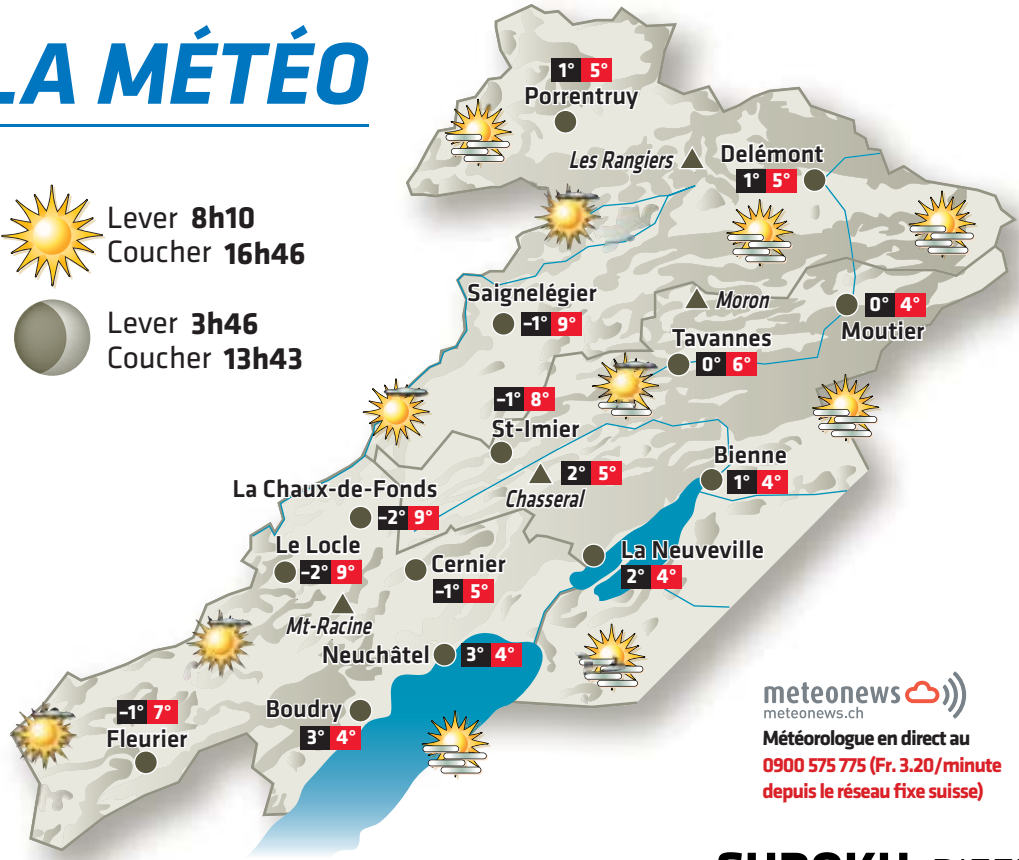 LA MÉTÉO
Lever 8h10
Coucher 16h46
Lever 3h46
Coucher 13h43
1° 5°
Porrentruy
Les Rangiers
Delémont
1° 5°
Saignelégier
–1° 9°
Moron
0° 4°
Moutier
Tavannes
0° 6°
–1° 8°
St-Imier
2° 5°
Chasseral
Bienne
1° 4°
La Chaux-de-Fonds
–2° 9°
Le Locle
–2° 9°
Cernier
–1° 5°
La Neuveville
2° 4°
Mt-Racine
Neuchâtel 3° 4°
Boudry
3° 4°
–1° 7°
Fleurier
meteonews
meteonews.ch
Météorologue en direct au
0900 575 775 (Fr. 3.20/minute
depuis le réseau fixe suisse)